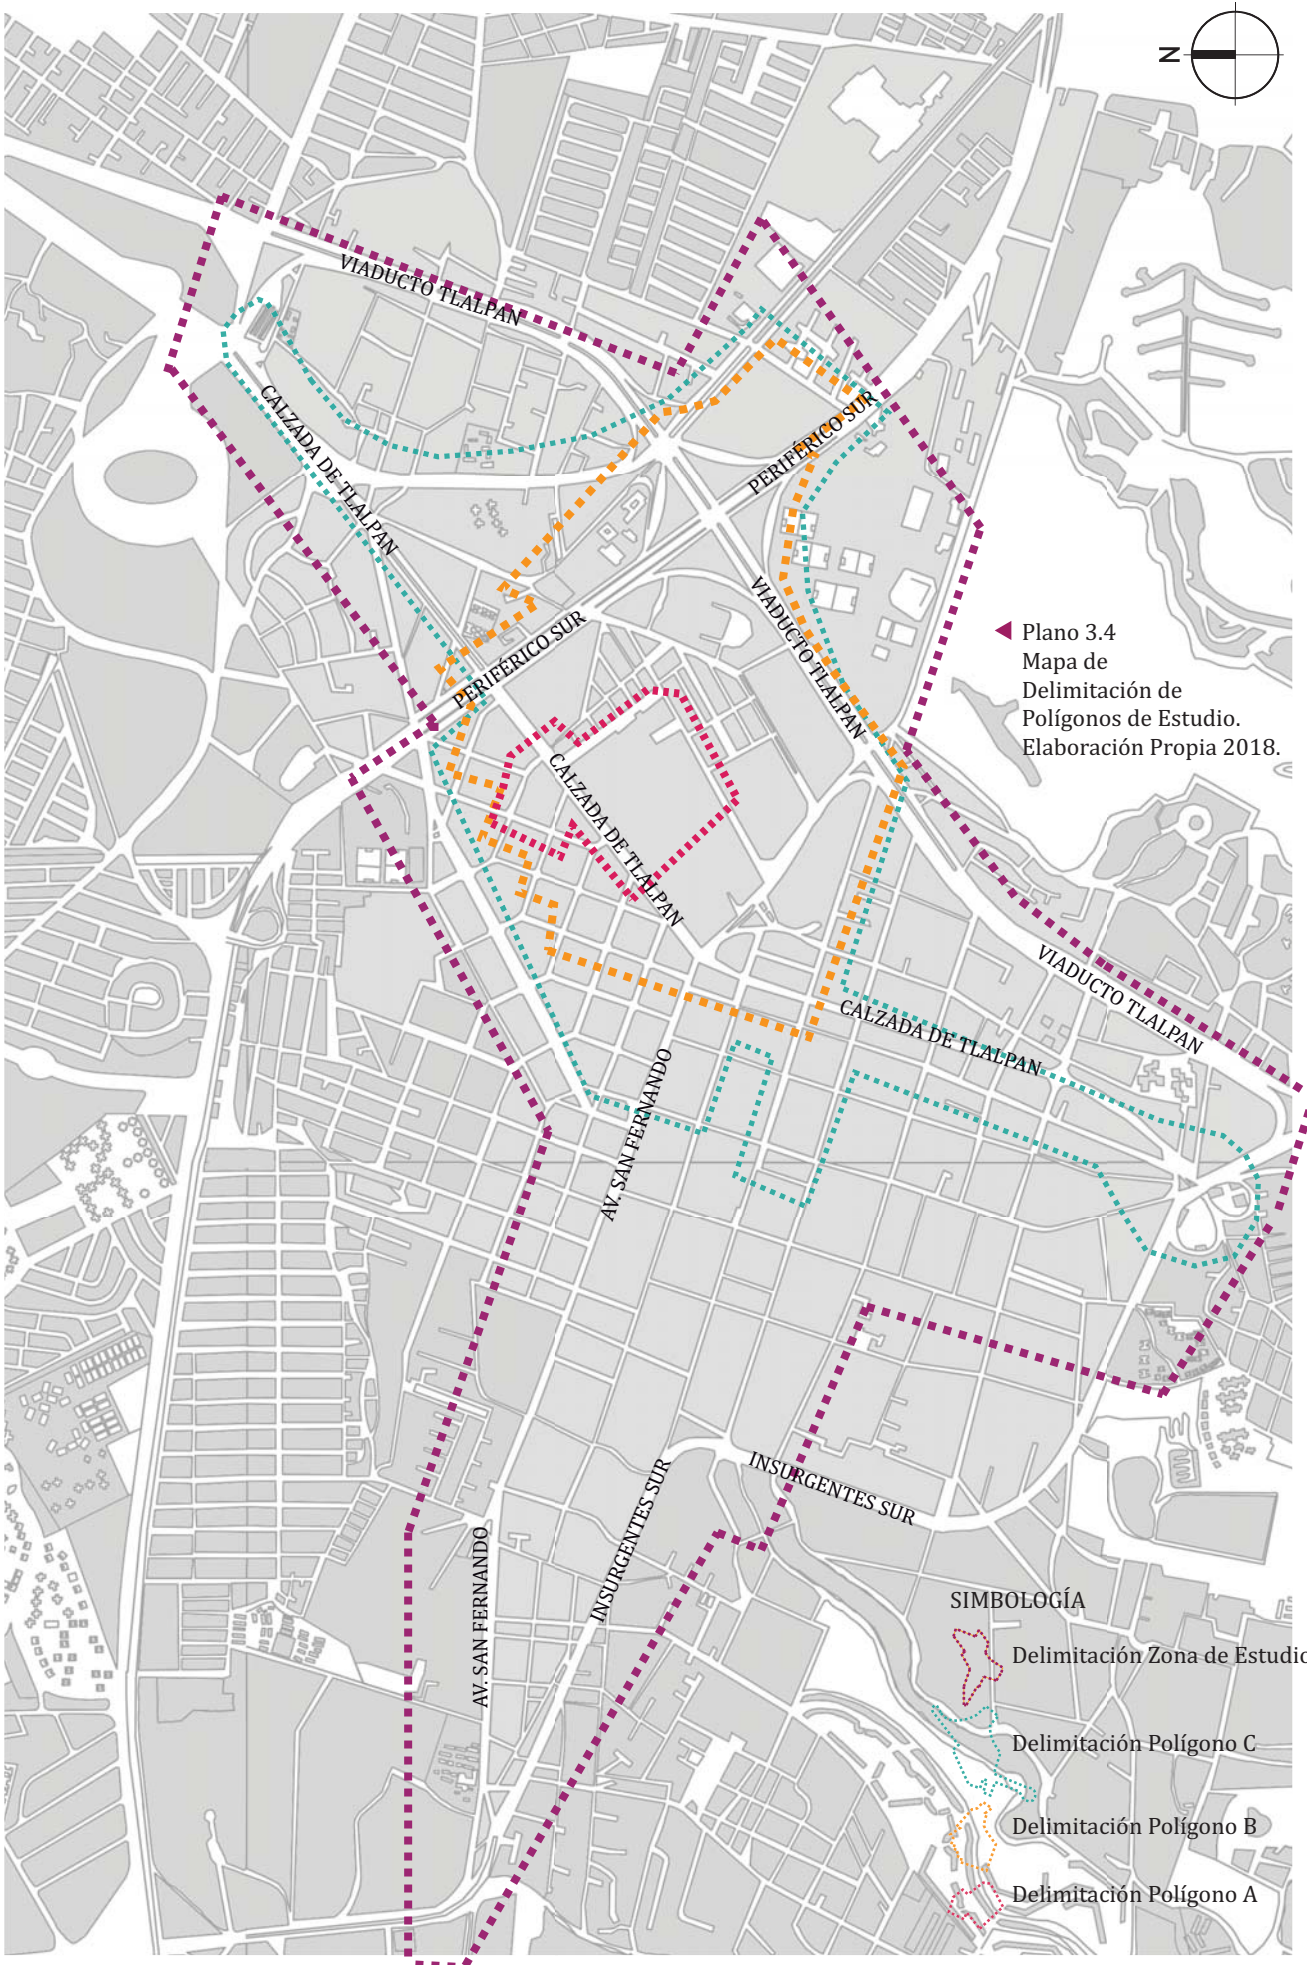 N
VIADUCTO TLALPAN
CALZADA DE TLALPAN
PERIFÉRICO SUR
VIADUCTO TLALPAN
PERIFÉRICO SUR
Plano 3.4
Mapa de
Delimitación de
Polígonos de Estudio.
Elaboración Propia 2018.
CALZADA DE TLALPAN
VIADUCTO TLALPAN
CALZADA DE TLALPAN
AV. SAN FERNANDO
INSURGENTES SUR
INSURGENTES SUR
AV. SAN FERNANDO
SIMBOLOGÍA
Delimitación Zona de Estudio
Delimitación Polígono C
Delimitación Polígono B
Delimitación Polígono A